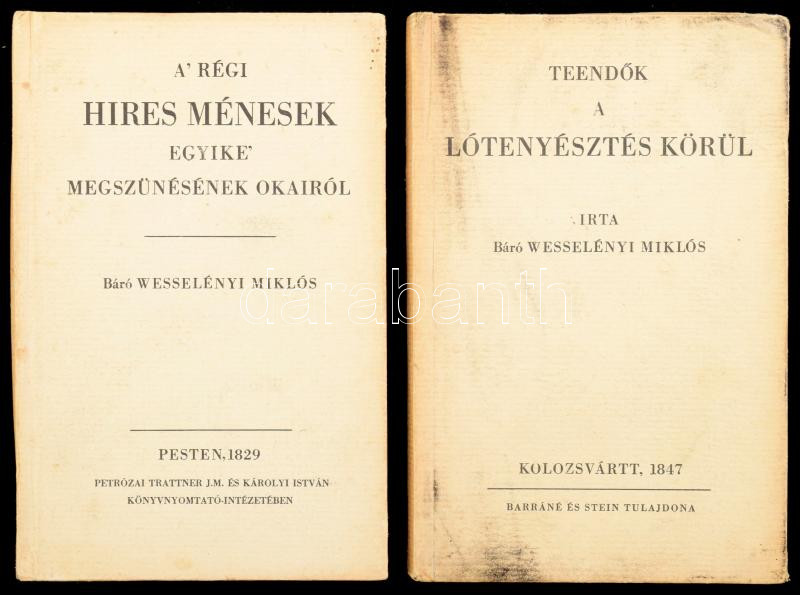 A' RÉGI
HIRES MÉNESEK
EGYIKE'
MEGSZÜNÉSÉNEK OKAIRÓL
Báró WESSELÉNYI MIKLÓS
PESTEN, 1829
PETRÓZAI TRATTNER J.M. ÉS KÁROLYI ISTVÁN
KÖNYVNYOMTATÓ-INTÉZETÉBEN
TEENDŐK
A
LÓTENYÉSZTÉS KÖRÜL
IRTA
Báró WESSELÉNYI MIKLÓS
KOLOZSVÁRTT, 1847
BARRÁNÉ ÉS STEIN TULAJDONA
darabanth